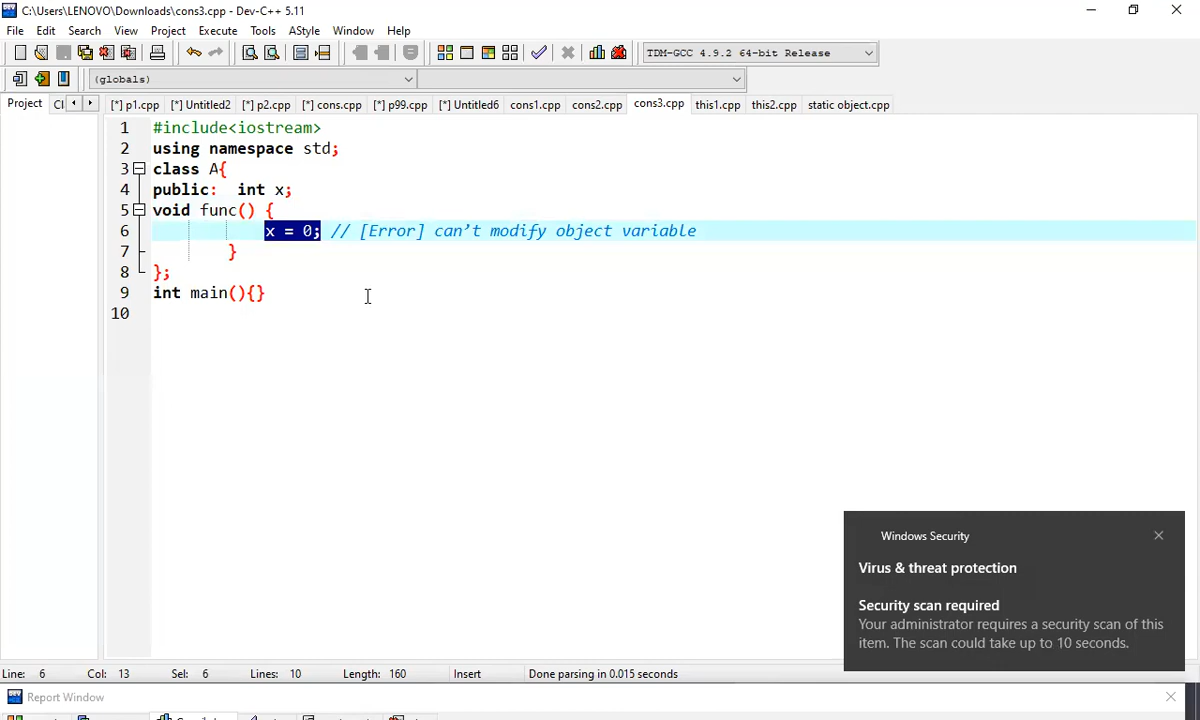 C:\Users\LENOVO\Downloads\cons3.cpp - Dev-C++ 5.11
File Edit Search View Project Execute Tools AStyle Window Help
TDM-GCC 4.9.2 64-bit Release
(globals)
Project Cl [*] p1.cpp [*] Untitled2 [*] p2.cpp [*] cons.cpp [*] p99.cpp [*] Untitled6 cons1.cpp cons2.cpp cons3.cpp this1.cpp this2.cpp static object.cpp
1 #include<iostream>
2 using namespace std;
3 class A{
4 public:  int x;
5 void func() {
6 x = 0; // [Error] can’t modify object variable
7 }
8 };
9 int main(){}
10
Windows Security
Virus & threat protection
Security scan required
Your administrator requires a security scan of this
item. The scan could take up to 10 seconds.
Line: 6 Col: 13 Sel: 6 Lines: 10 Length: 160 Insert Done parsing in 0.015 seconds
Report Window